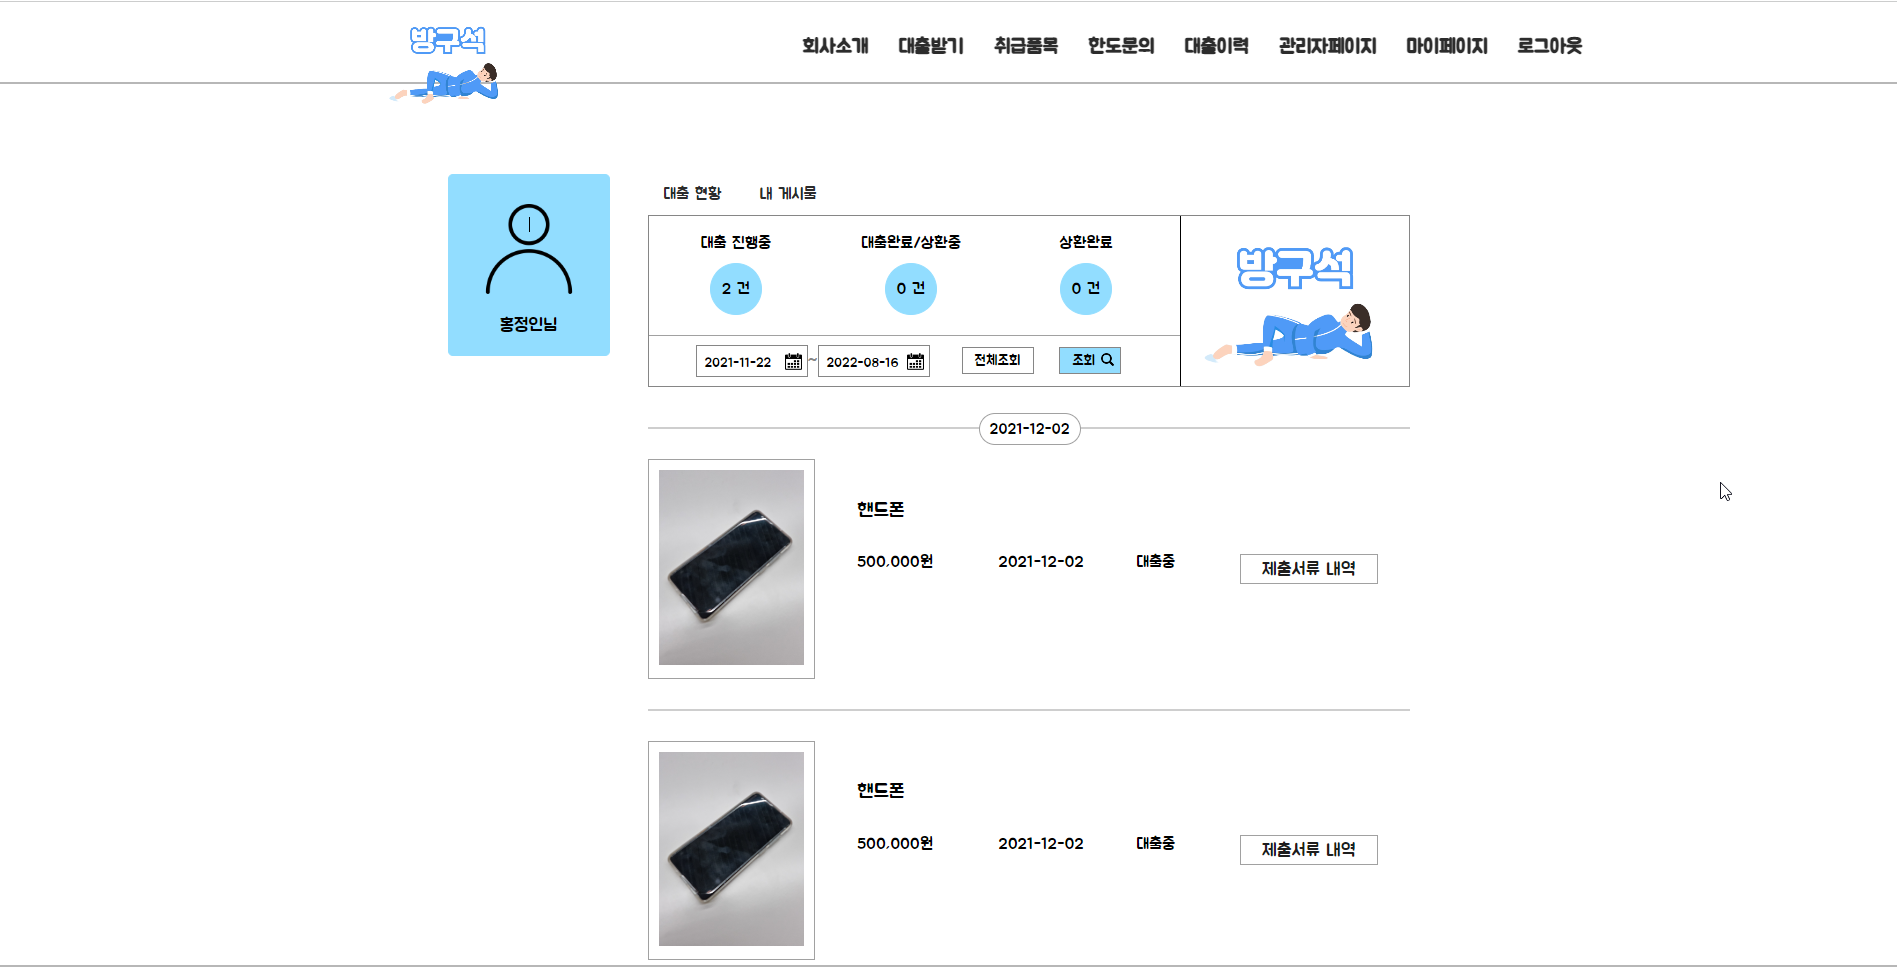 방구석
회사소개 대출받기 취급품목 한도문의 대출이력 관리자페이지 마이페이지 로그아웃
홍정인님
대출 현황 내 게시물
대출 진행중 대출완료/상환중 상환완료
2 건 0 건 0 건
2021-11-22 ~ 2022-08-16 전체조회 조회
방구석
2021-12-02
핸드폰
500,000원 2021-12-02 대출중 제출서류 내역
핸드폰
500,000원 2021-12-02 대출중 제출서류 내역